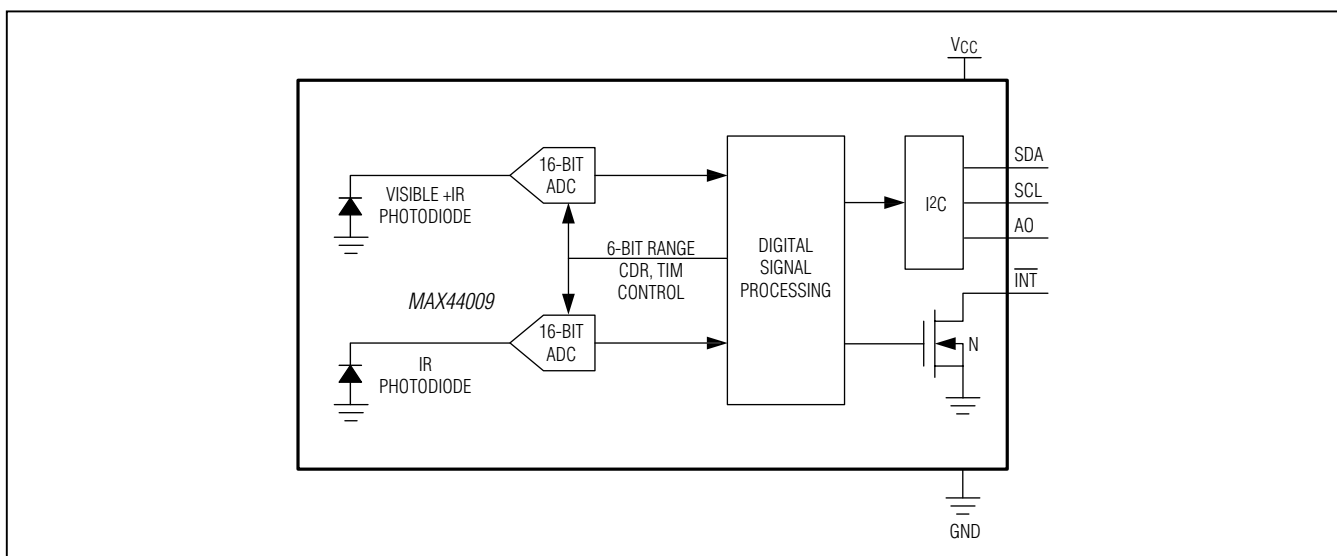 VCC
16-BIT
ADC
VISIBLE +IR
PHOTODIODE
6-BIT RANGE
CDR, TIM
CONTROL
MAX44009
16-BIT
ADC
IR
PHOTODIODE
DIGITAL
SIGNAL
PROCESSING
I2C
SDA
SCL
A0
INT
N
GND